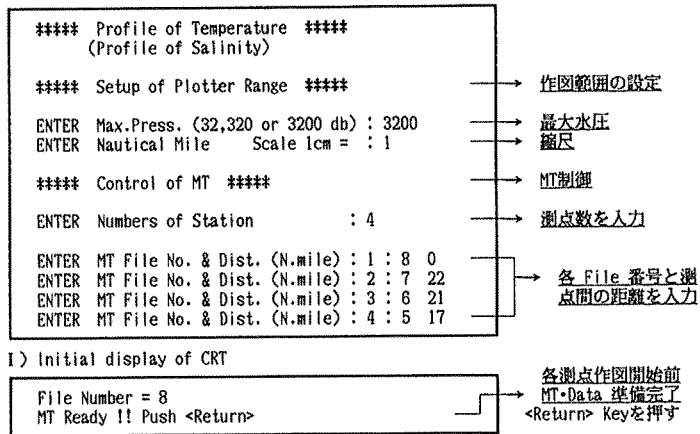 ***** Profile of Temperature *****
(Profile of Salinity)
***** Setup of Plotter Range ***** 作図範囲の設定
ENTER Max.Press. (32,320 or 3200 db) : 3200 最大水圧
ENTER Nautical Mile Scale 1cm = : 1 縮尺
***** Control of MT ***** MT制御
ENTER Numbers of Station : 4 測点数を入力
ENTER MT File No. & Dist. (N.mile) : 1 : 8 0
ENTER MT File No. & Dist. (N.mile) : 2 : 7 22 各 File 番号と測
ENTER MT File No. & Dist. (N.mile) : 3 : 6 21 点間の距離を入力
ENTER MT File No. & Dist. (N.mile) : 4 : 5 17
I) Initial display of CRT
各測点作図開始前
File Number = 8 MT・Data 準備完了
MT Ready !! Push <Return> <Return> Keyを押す